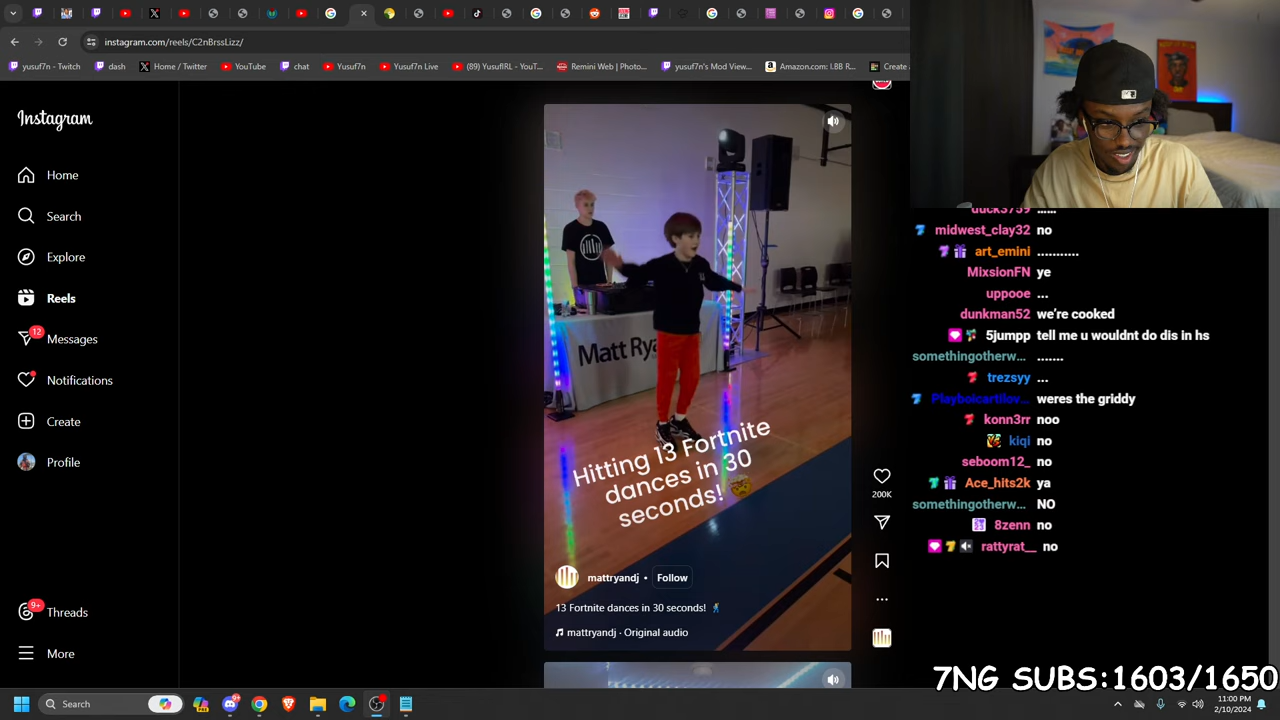 instagram.com/reels/C2nBrssLizz/
yusuf7n - Twitch
dash
Home / Twitter
YouTube
chat
Yusuf7n
Yusuf7n Live
(89) YusufIRL - YouT...
Remini Web | Photo...
yusuf7n's Mod View...
Amazon.com: I.BB R...
Create a
Instagram
Home
Search
Explore
Reels
12
Messages
Notifications
Create
Profile
9+
Threads
More
Matt Rya
Hitting 13 Fortnite
dances in 30
seconds! 🤯
mattryandj • Follow
13 Fortnite dances in 30 seconds! 🕺
mattryandj · Original audio
200K
duck3759 ......
midwest_clay32 no
art_emini ...........
MixsionFN ye
uppooe ...
dunkman52 we're cooked
5jumpp tell me u wouldnt do dis in hs
somethingotherw... .......
trezsyy ...
Playboicartilov... weres the griddy
konn3rr noo
kiqi no
seboom12_ no
Ace_hits2k ya
somethingotherw... NO
8zenn no
rattyrat__ no
7NG SUBS:1603/1650
Search
11:00 PM
2/10/2024